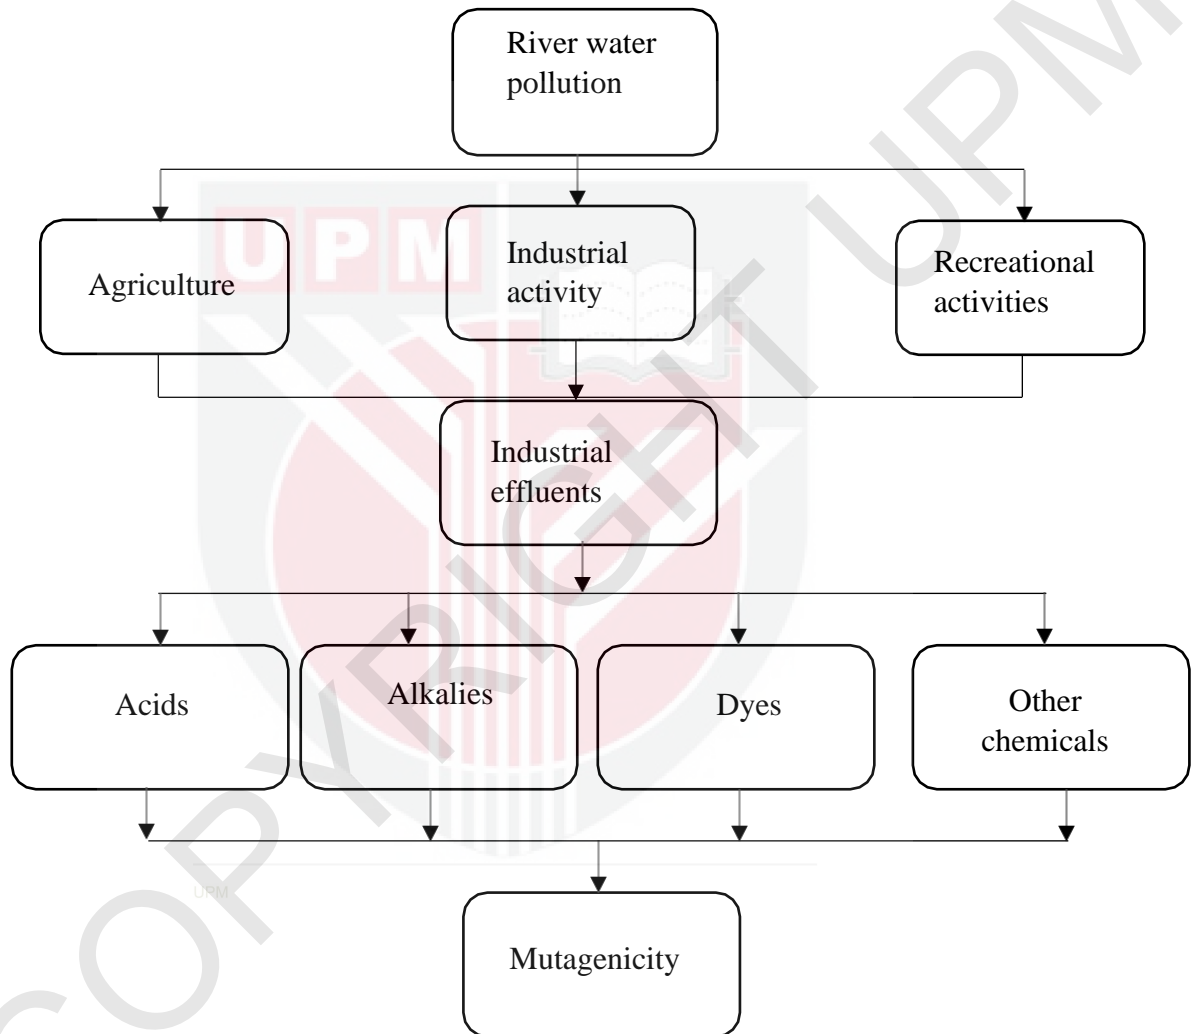 River water
pollution
Agriculture
Industrial
activity
Recreational
activities
Industrial
effluents
Acids
Alkalies
Dyes
Other
chemicals
Mutagenicity
UPM
UPM
COPYRIGHT UPM